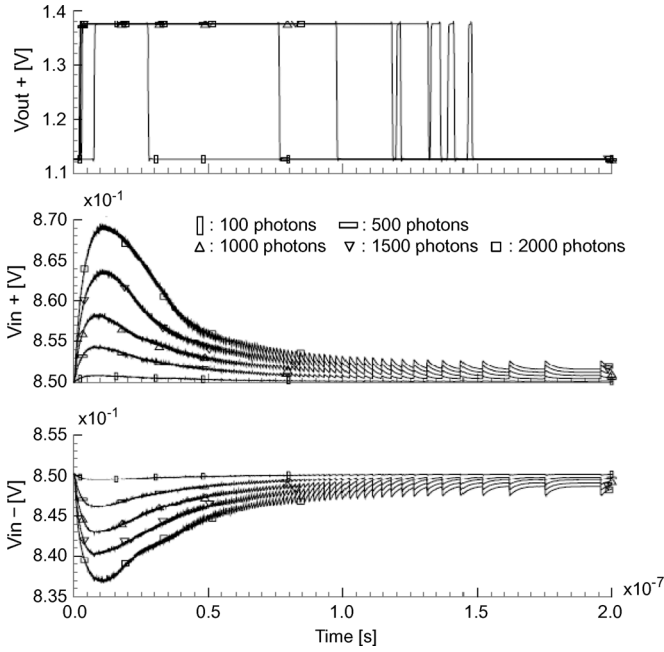 1.4
1.3
1.2
1.1
Vout + [V]
x10⁻¹
8.70
8.65
8.60
8.55
8.50
Vin + [V]
: 100 photons : 500 photons
: 1000 photons : 1500 photons : 2000 photons
x10⁻¹
8.55
8.50
8.45
8.40
8.35
Vin – [V]
0.0 0.5 1.0 1.5 2.0
x10⁻⁷
Time [s]